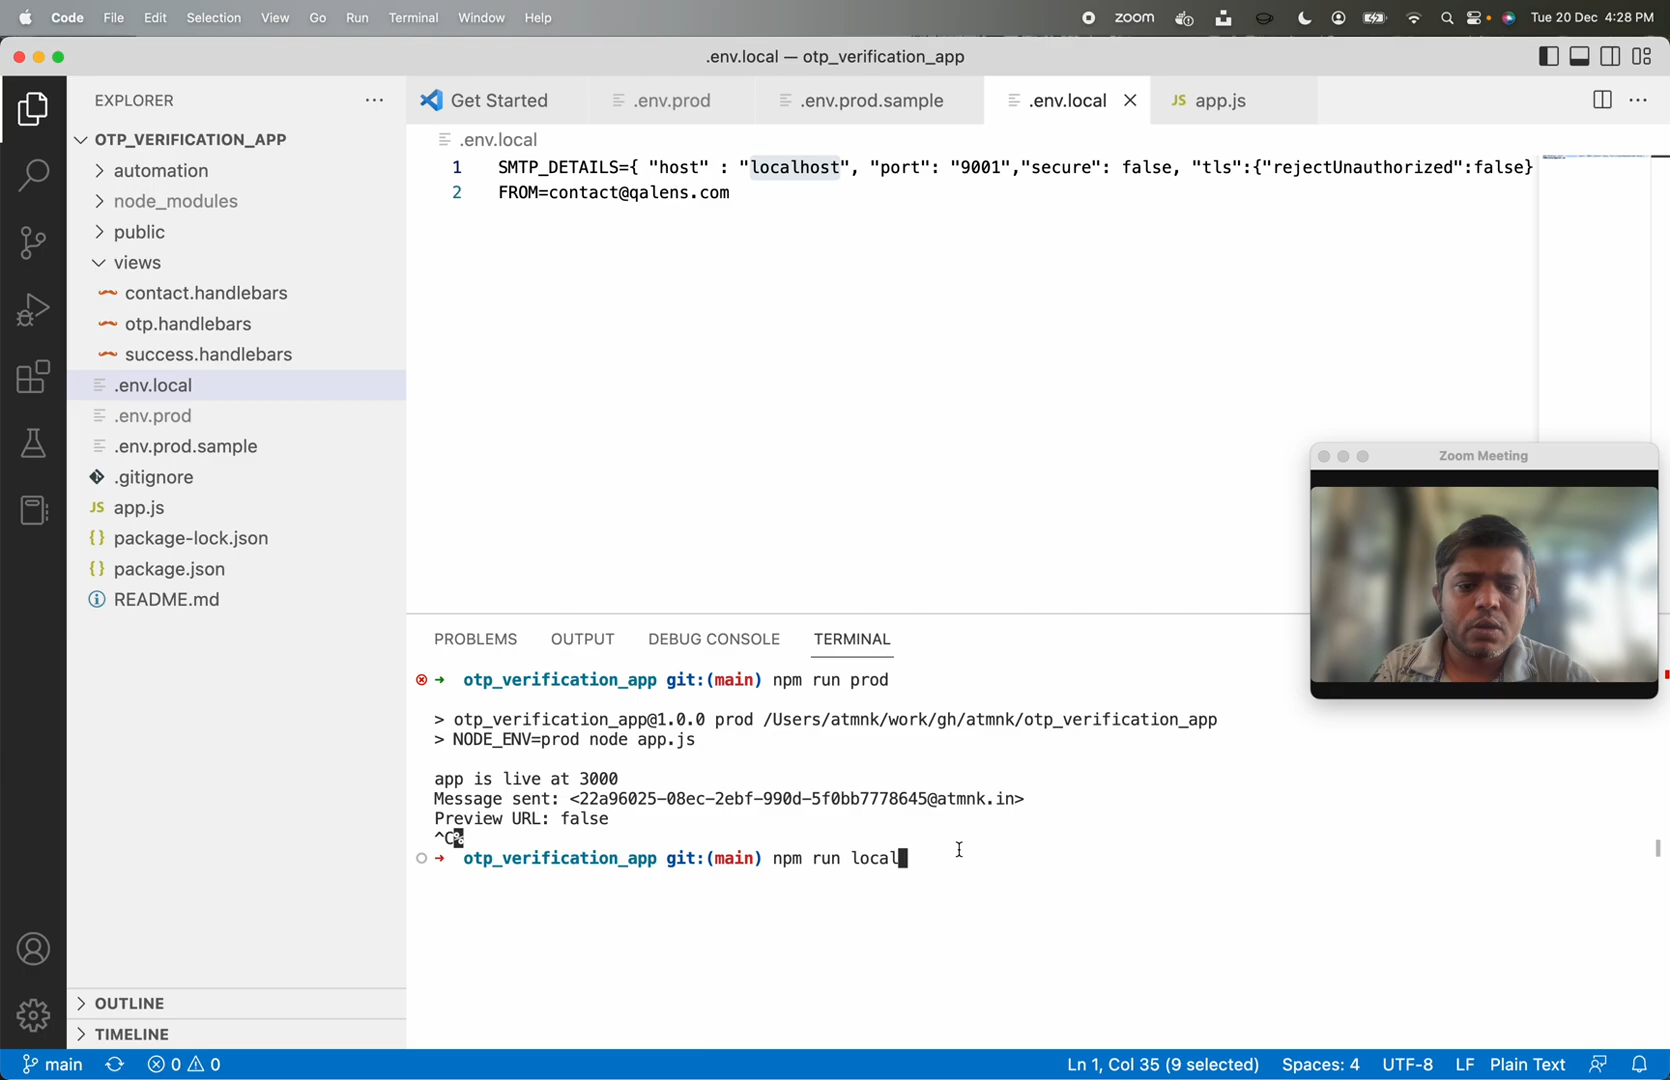 Code File Edit Selection View Go Run Terminal Window Help zoom Tue 20 Dec 4:28 PM
.env.local — otp_verification_app
EXPLORER ···
Get Started .env.prod .env.prod.sample .env.local JS app.js ···
OTP_VERIFICATION_APP
automation
node_modules
public
views
contact.handlebars
otp.handlebars
success.handlebars
.env.local
.env.prod
.env.prod.sample
.gitignore
JS app.js
{} package-lock.json
{} package.json
README.md
OUTLINE
TIMELINE
.env.local
1 SMTP_DETAILS={ "host" : "localhost", "port": "9001","secure": false, "tls":{"rejectUnauthorized":false}
2 FROM=contact@qalens.com
Zoom Meeting
PROBLEMS OUTPUT DEBUG CONSOLE TERMINAL
→ otp_verification_app git:(main) npm run prod
> otp_verification_app@1.0.0 prod /Users/atmnk/work/gh/atmnk/otp_verification_app
> NODE_ENV=prod node app.js
app is live at 3000
Message sent: <22a96025-08ec-2ebf-990d-5f0bb7778645@atmnk.in>
Preview URL: false
^C%
→ otp_verification_app git:(main) npm run local
main 0 0 Ln 1, Col 35 (9 selected) Spaces: 4 UTF-8 LF Plain Text